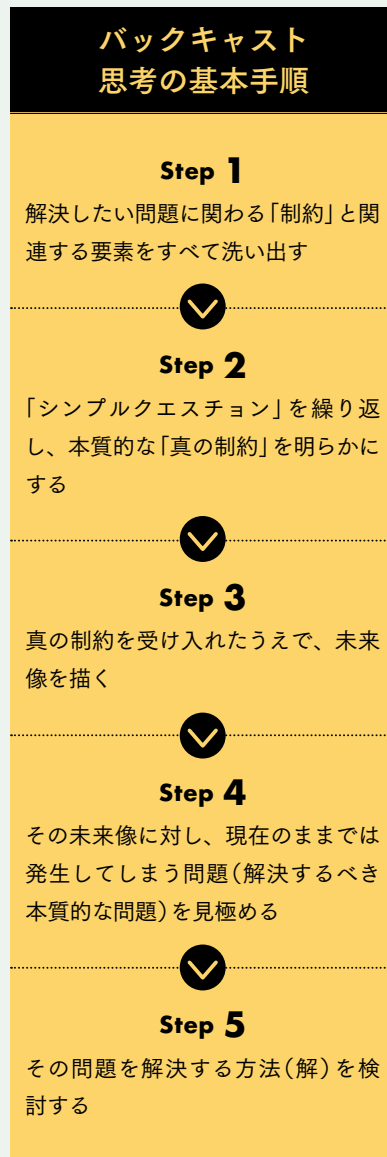 バックキャスト
思考の基本手順
Step 1
解決したい問題に関わる「制約」と関
連する要素をすべて洗い出す
Step 2
「シンプルクエスチョン」を繰り返
し、本質的な「真の制約」を明らかに
する
Step 3
真の制約を受け入れたうえで、未来
像を描く
Step 4
その未来像に対し、現在のままでは
発生してしまう問題(解決するべき
本質的な問題)を見極める
Step 5
その問題を解決する方法(解)を検
討する